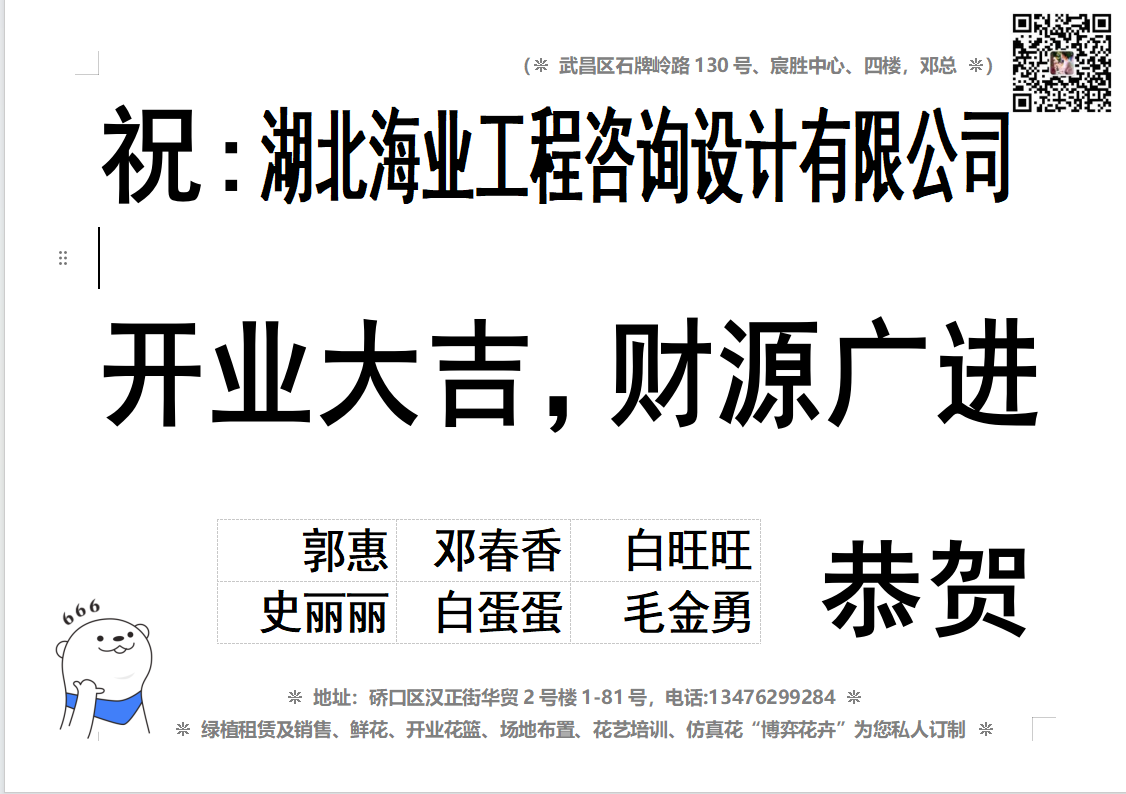 (❊ 武昌区石牌岭路 130 号、宸胜中心、四楼，邓总 ❊)
祝：湖北海业工程咨询设计有限公司
开业大吉，财源广进
郭惠 邓春香 白旺旺
史丽丽 白蛋蛋 毛金勇
恭贺
666
❊ 地址：硚口区汉正街华贸 2 号楼 1-81 号，电话:13476299284 ❊
❊ 绿植租赁及销售、鲜花、开业花篮、场地布置、花艺培训、仿真花“博弈花卉”为您私人订制 ❊